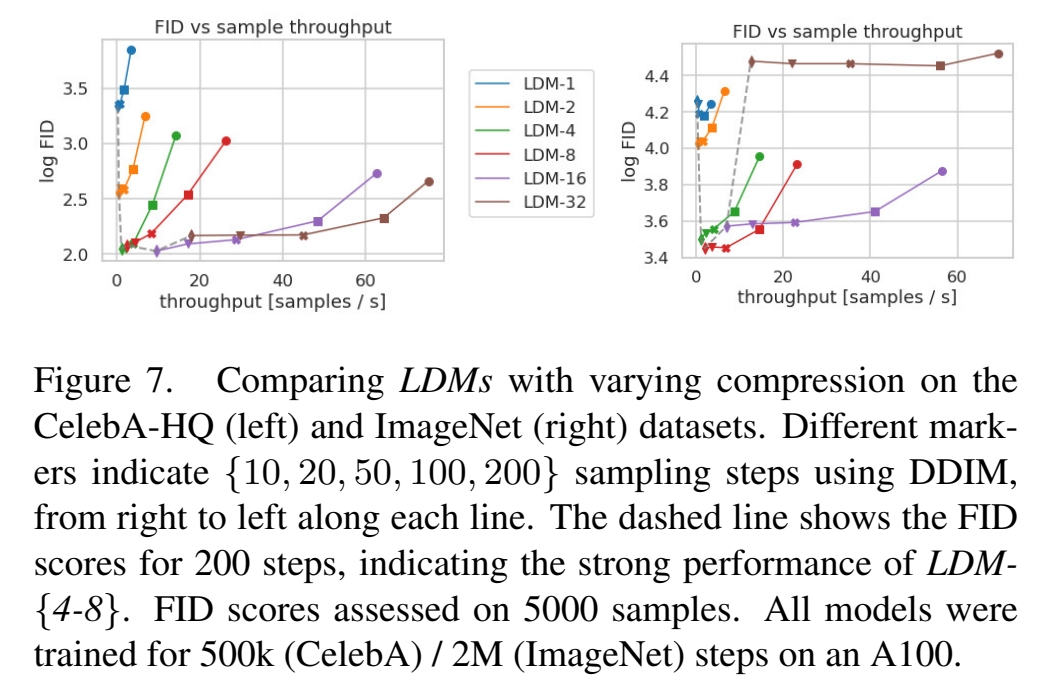 FID vs sample throughput
log FID
3.5
3.0
2.5
2.0
0 20 40 60
throughput [samples / s]
LDM-1
LDM-2
LDM-4
LDM-8
LDM-16
LDM-32
FID vs sample throughput
log FID
4.4
4.2
4.0
3.8
3.6
3.4
0 20 40 60
throughput [samples / s]
Figure 7. Comparing LDMs with varying compression on the
CelebA-HQ (left) and ImageNet (right) datasets. Different mark-
ers indicate {10, 20, 50, 100, 200} sampling steps using DDIM,
from right to left along each line. The dashed line shows the FID
scores for 200 steps, indicating the strong performance of LDM-
{4-8}. FID scores assessed on 5000 samples. All models were
trained for 500k (CelebA) / 2M (ImageNet) steps on an A100.